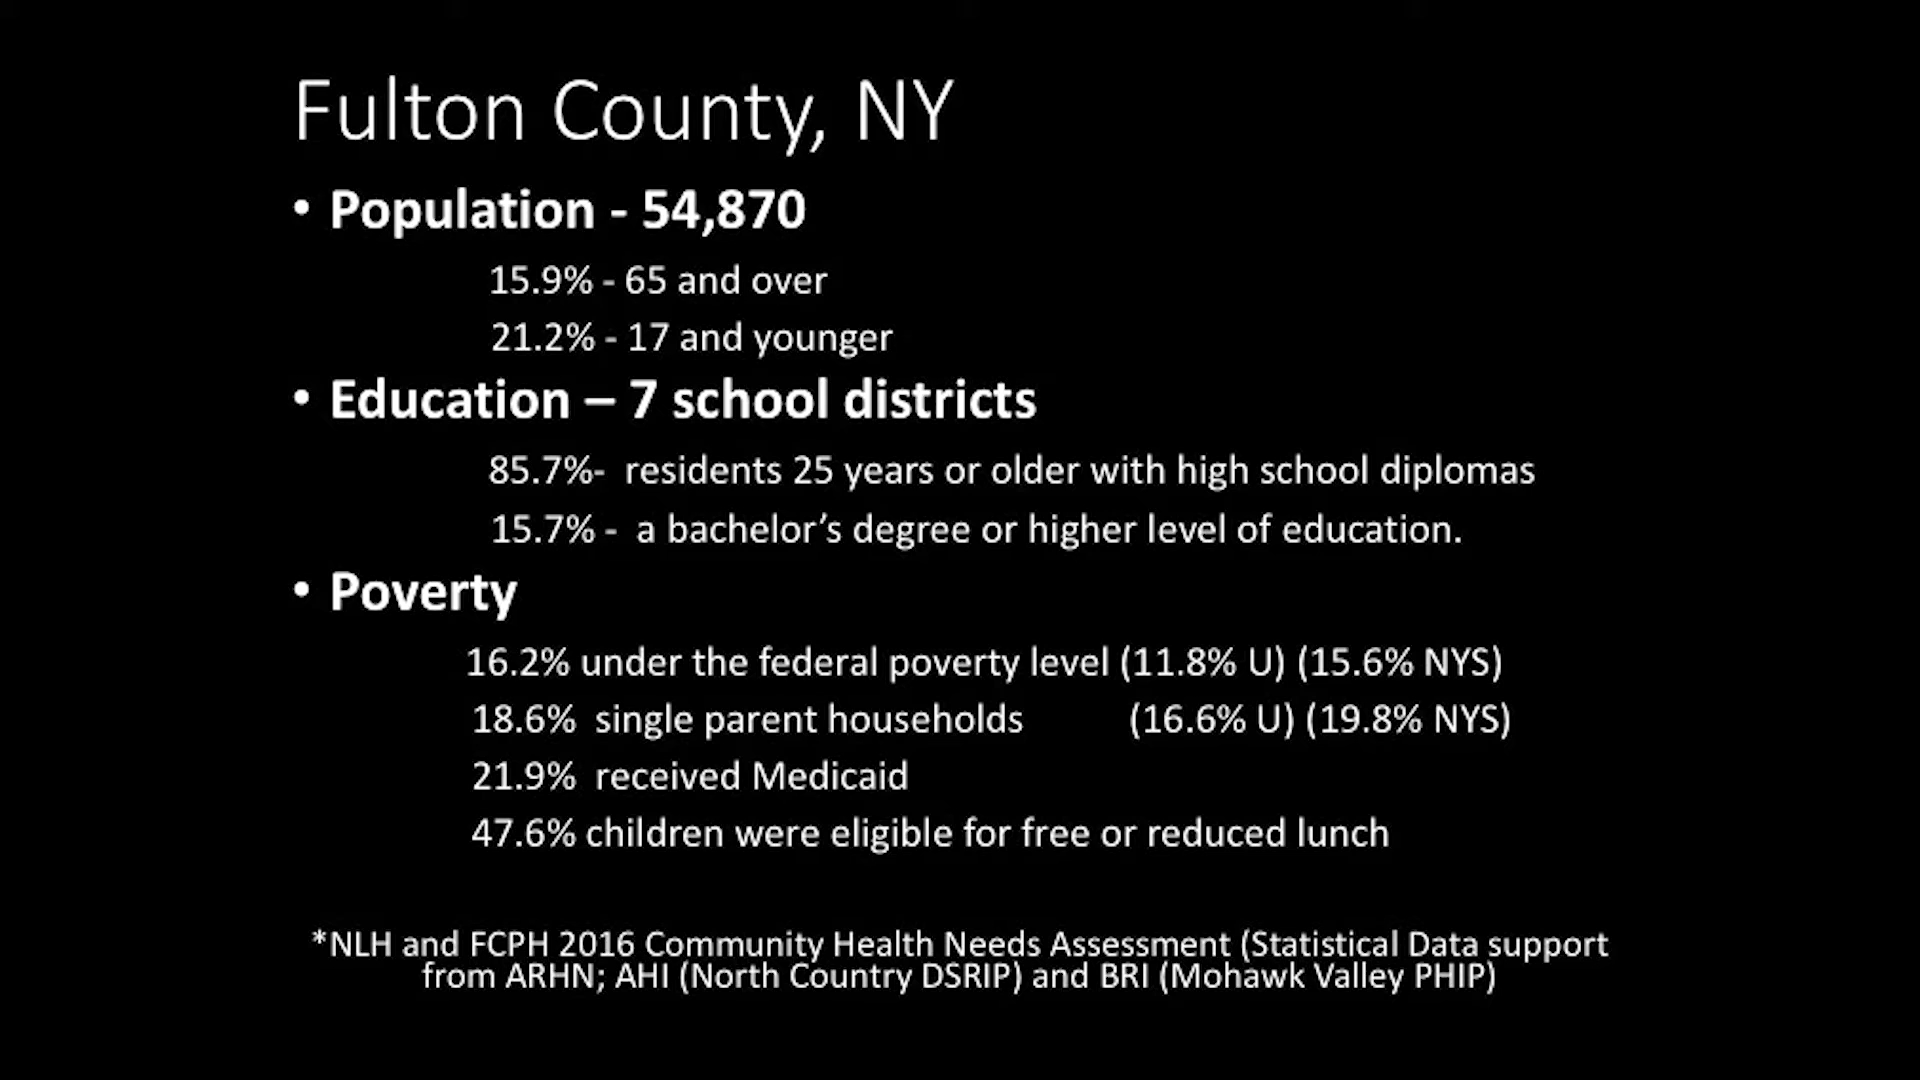 Fulton County, NY
• Population - 54,870
15.9% - 65 and over
21.2% - 17 and younger
• Education – 7 school districts
85.7%- residents 25 years or older with high school diplomas
15.7% - a bachelor’s degree or higher level of education.
• Poverty
16.2% under the federal poverty level (11.8% U) (15.6% NYS)
18.6% single parent households (16.6% U) (19.8% NYS)
21.9% received Medicaid
47.6% children were eligible for free or reduced lunch
*NLH and FCPH 2016 Community Health Needs Assessment (Statistical Data support
from ARHN; AHI (North Country DSRIP) and BRI (Mohawk Valley PHIP)